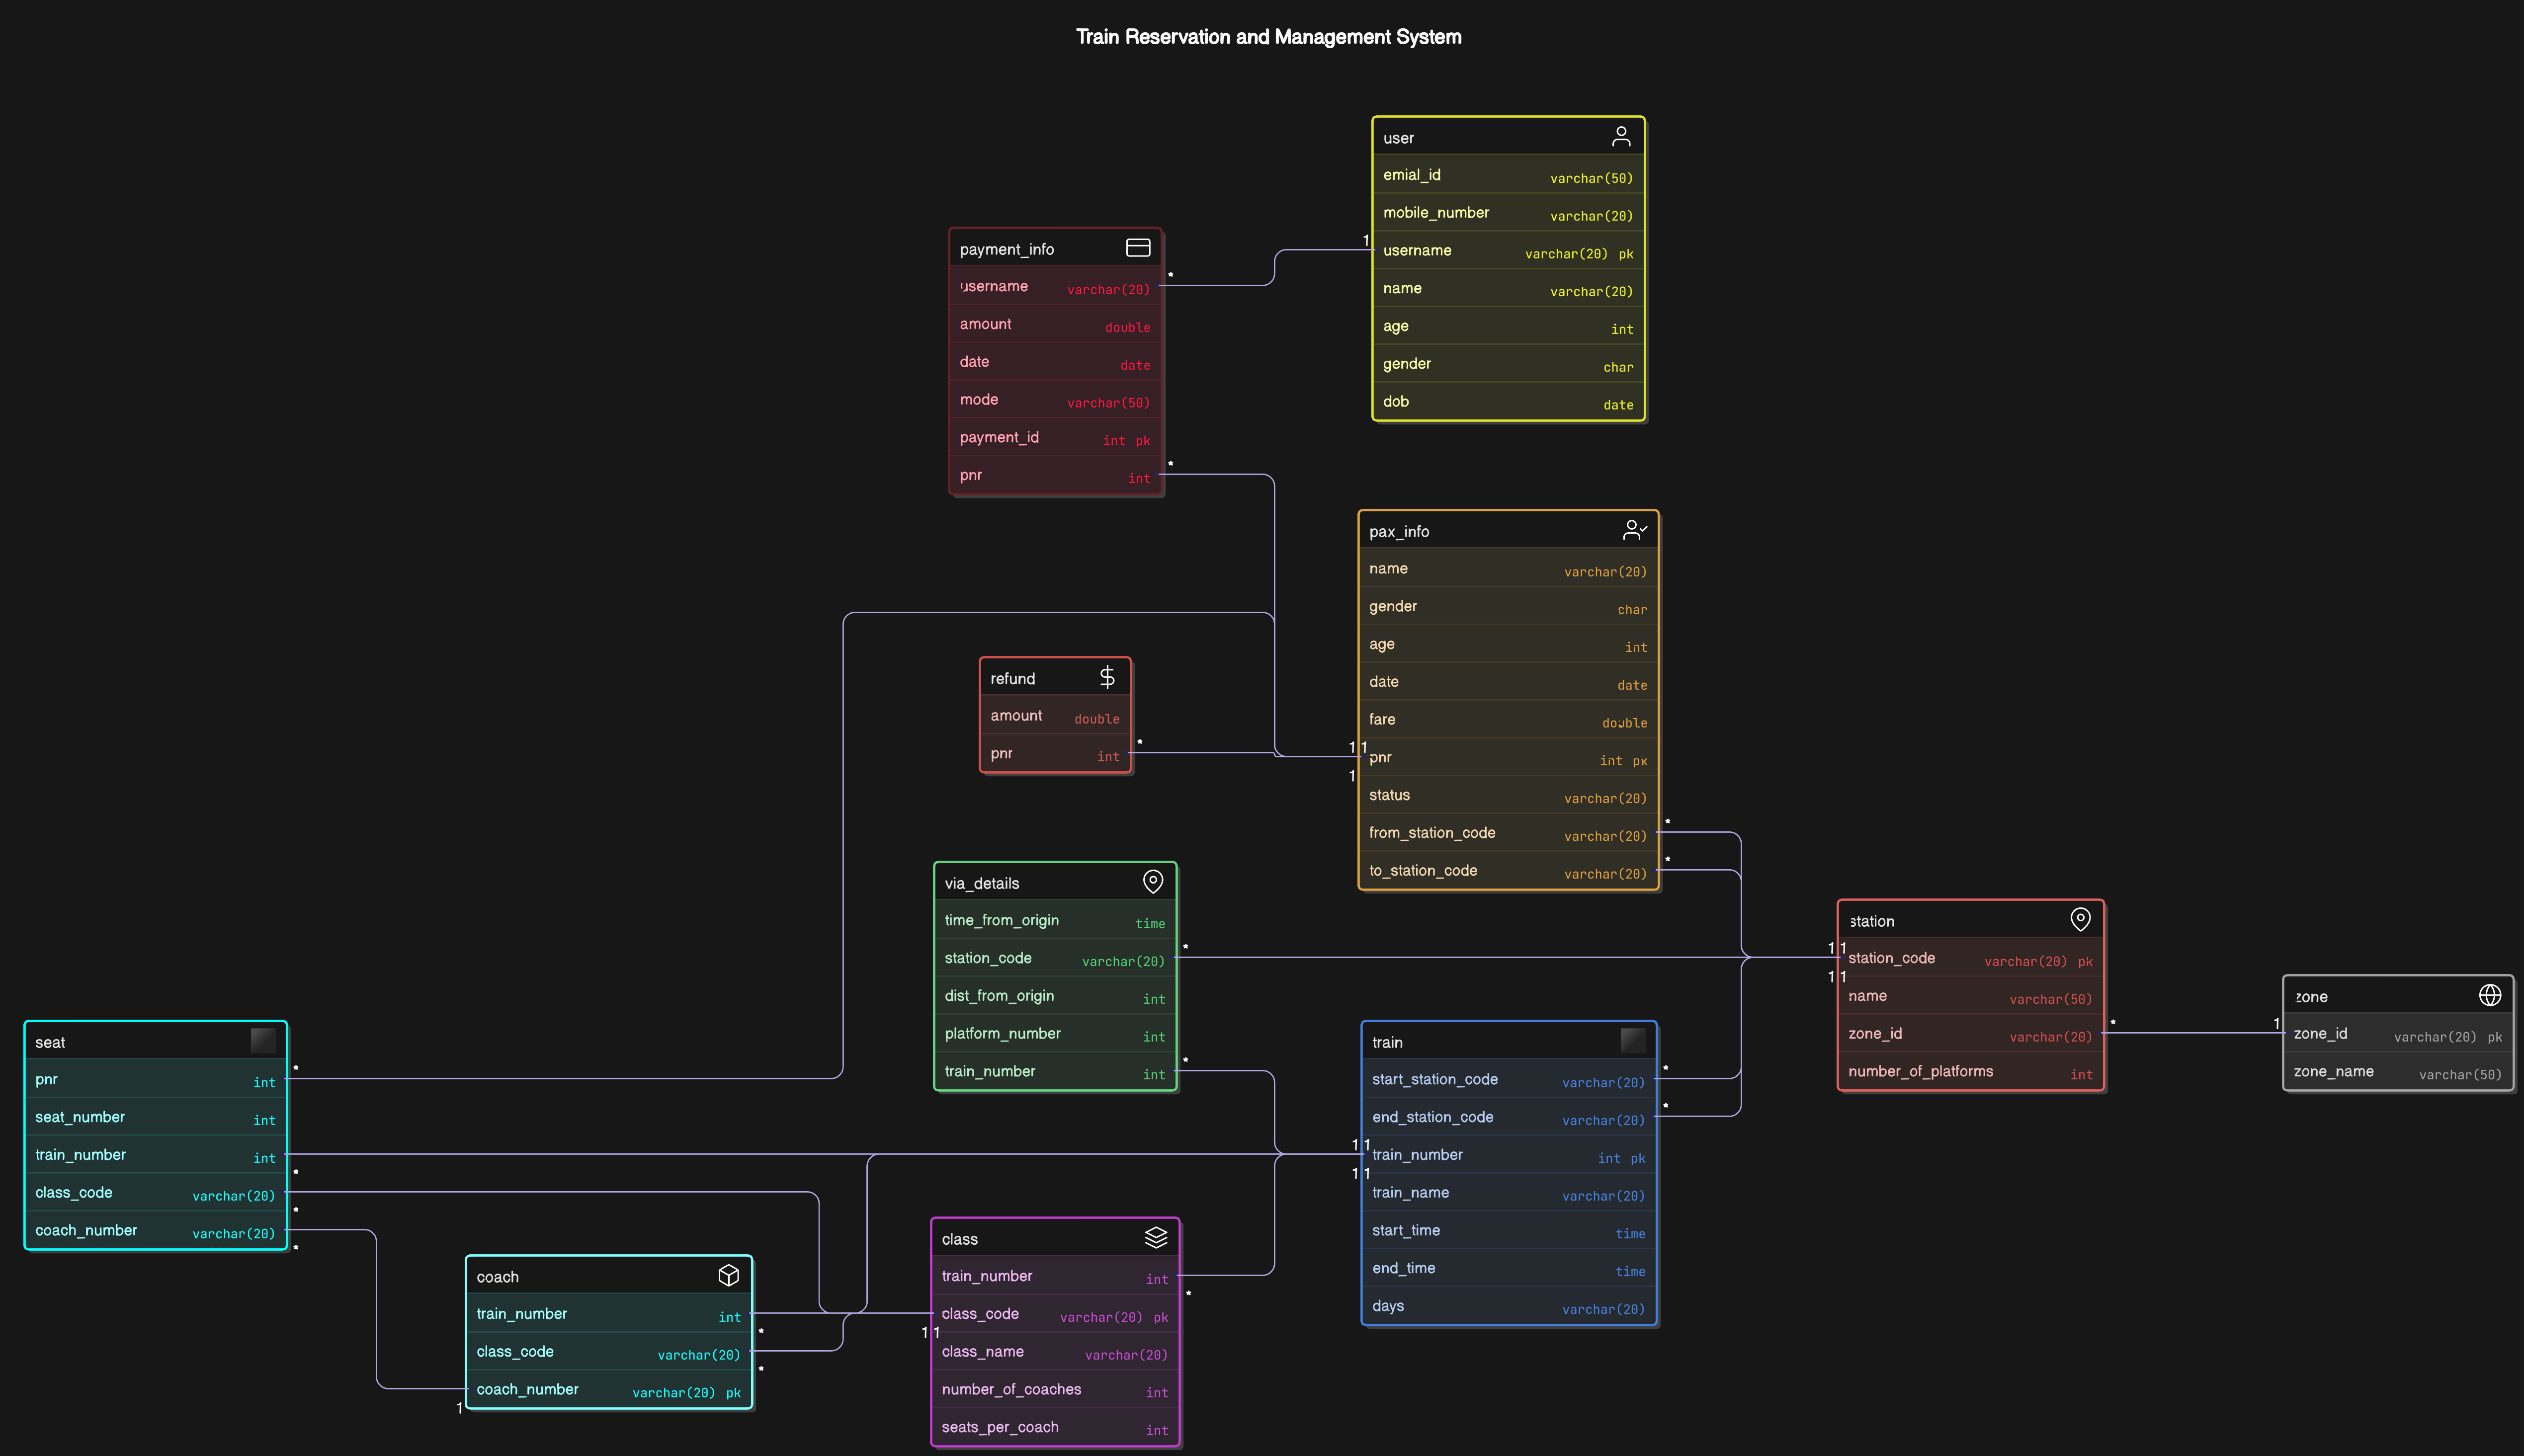 Train Reservation and Management System
user
emial_id varchar(50)
mobile_number varchar(20)
1
username varchar(20) pk
name varchar(20)
age int
gender char
dob date
payment_info
*
username varchar(20)
amount double
date date
mode varchar(50)
payment_id int pk
*
pnr int
pax_info
name varchar(20)
gender char
age int
date date
fare double
1 1
pnr int pk
1
status varchar(20)
*
from_station_code varchar(20)
*
to_station_code varchar(20)
refund
amount double
*
pnr int
via_details
time_from_origin time
*
station_code varchar(20)
dist_from_origin int
platform_number int
*
train_number int
station
1 1
station_code varchar(20) pk
1 1
name varchar(50)
zone_id varchar(20)
*
number_of_platforms int
zone
1
zone_id varchar(20) pk
zone_name varchar(50)
seat
*
pnr int
seat_number int
train_number int
*
class_code varchar(20)
*
coach_number varchar(20)
*
train
*
start_station_code varchar(20)
*
end_station_code varchar(20)
1 1
train_number int pk
1 1
train_name varchar(20)
start_time time
end_time time
days varchar(20)
coach
train_number int
*
class_code varchar(20)
*
coach_number varchar(20) pk
1
class
train_number int
*
class_code varchar(20) pk
1 1
class_name varchar(20)
number_of_coaches int
seats_per_coach int